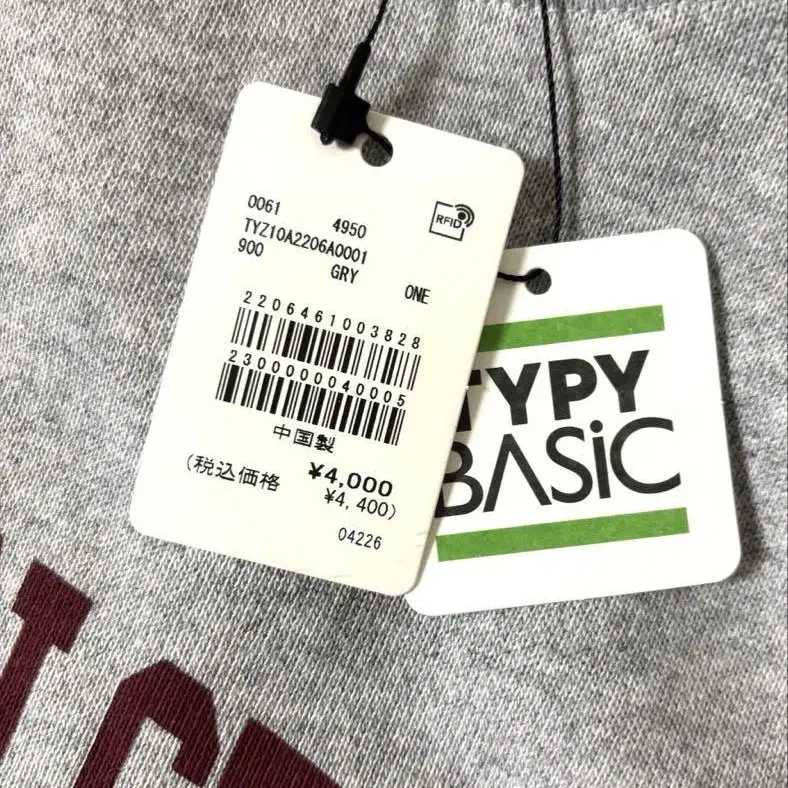 0061 4950
TYZ10A2206A0001
900 GRY ONE
RFID
2206461003828
2300000040005
中国製
¥4,000
(税込価格 ¥4,400)
04226
TYPY
BASiC